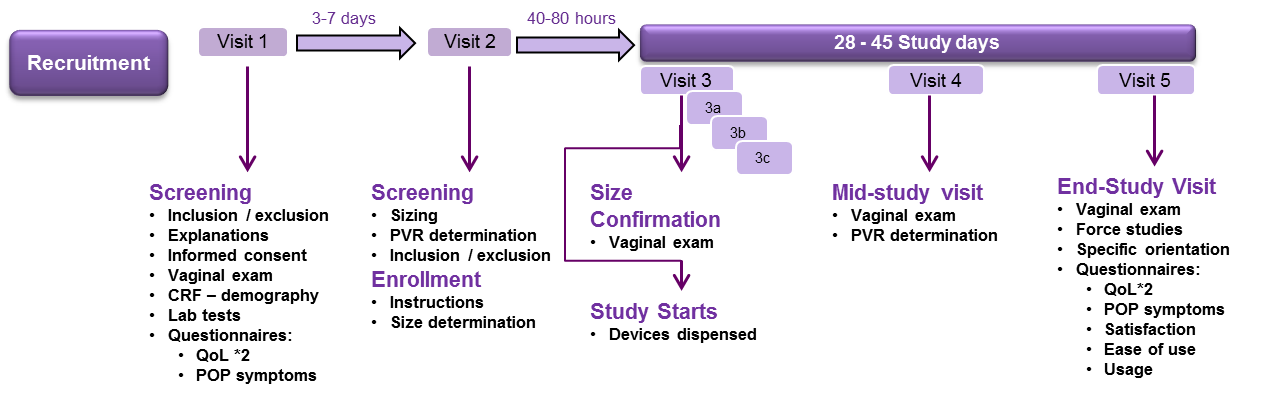 Recruitment
Visit 1
3-7 days
Visit 2
40-80 hours
28 - 45 Study days
Visit 3
3a
3b
3c
Visit 4
Visit 5
Screening
• Inclusion / exclusion
• Explanations
• Informed consent
• Vaginal exam
• CRF – demography
• Lab tests
• Questionnaires:
• QoL *2
• POP symptoms
Screening
• Sizing
• PVR determination
• Inclusion / exclusion
Enrollment
• Instructions
• Size determination
Size
Confirmation
• Vaginal exam
Study Starts
• Devices dispensed
Mid-study visit
• Vaginal exam
• PVR determination
End-Study Visit
• Vaginal exam
• Force studies
• Specific orientation
• Questionnaires:
• QoL*2
• POP symptoms
• Satisfaction
• Ease of use
• Usage